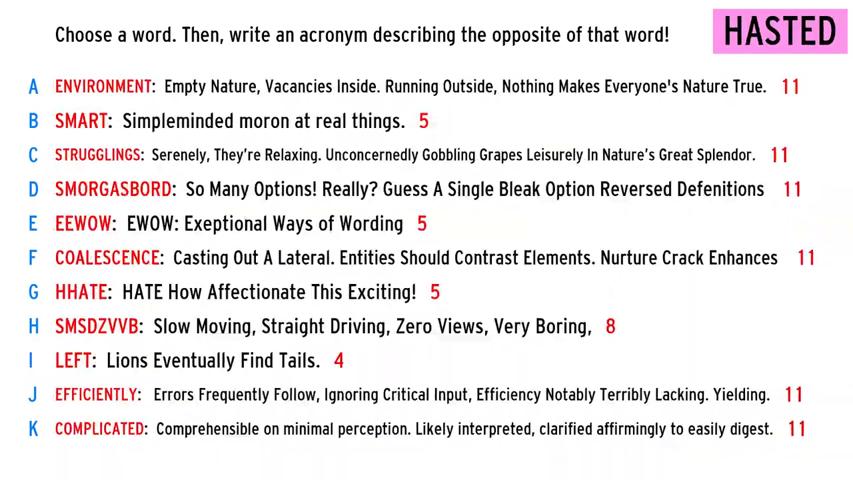 Choose a word. Then, write an acronym describing the opposite of that word! HASTED
A ENVIRONMENT: Empty Nature, Vacancies Inside. Running Outside, Nothing Makes Everyone's Nature True. 11
B SMART: Simpleminded moron at real things. 5
C STRUGGLINGS: Serenely, They're Relaxing. Unconcernedly Gobbling Grapes Leisurely In Nature's Great Splendor. 11
D SMORGASBORD: So Many Options! Really? Guess A Single Bleak Option Reversed Defenitions 11
E EEWOW: EWOW: Exeptional Ways of Wording 5
F COALESCENCE: Casting Out A Lateral. Entities Should Contrast Elements. Nurture Crack Enhances 11
G HHATE: HATE How Affectionate This Exciting! 5
H SMSDZVVB: Slow Moving, Straight Driving, Zero Views, Very Boring, 8
I LEFT: Lions Eventually Find Tails. 4
J EFFICIENTLY: Errors Frequently Follow, Ignoring Critical Input, Efficiency Notably Terribly Lacking. Yielding. 11
K COMPLICATED: Comprehensible on minimal perception. Likely interpreted, clarified affirmingly to easily digest. 11